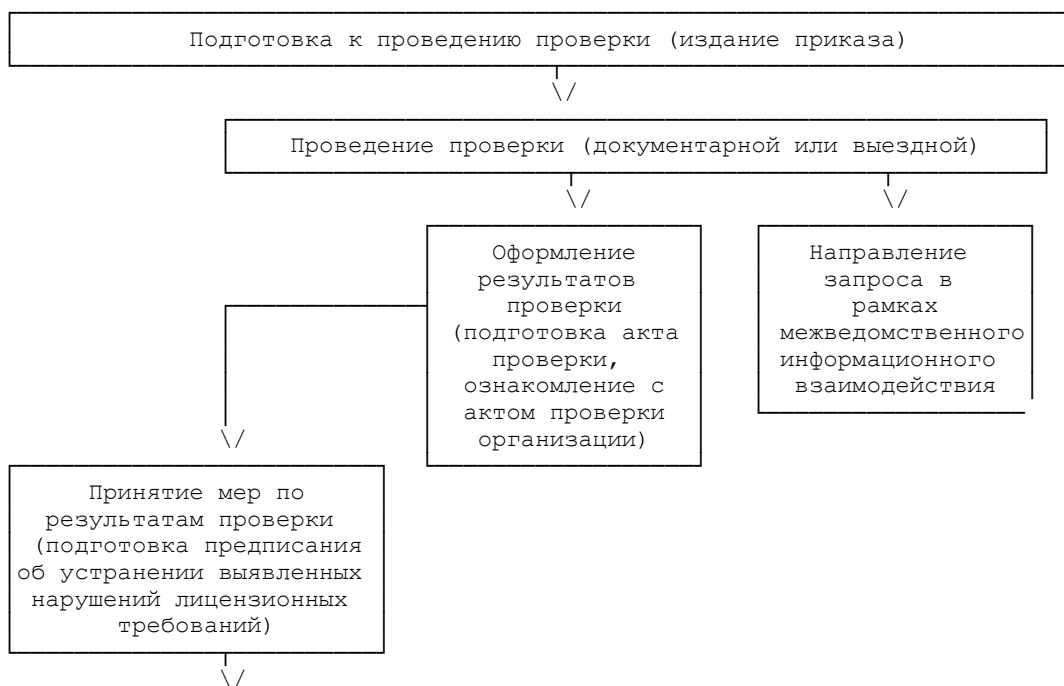 Подготовка к проведению проверки (издание приказа)
\/
Проведение проверки (документарной или выездной)
\/ \/
Оформление
результатов
проверки
(подготовка акта
проверки,
ознакомление с
актом проверки
организации)
Направление
запроса в
рамках
межведомственного
информационного
взаимодействия
\/
Принятие мер по
результатам проверки
(подготовка предписания
об устранении выявленных
нарушений лицензионных
требований)
\/